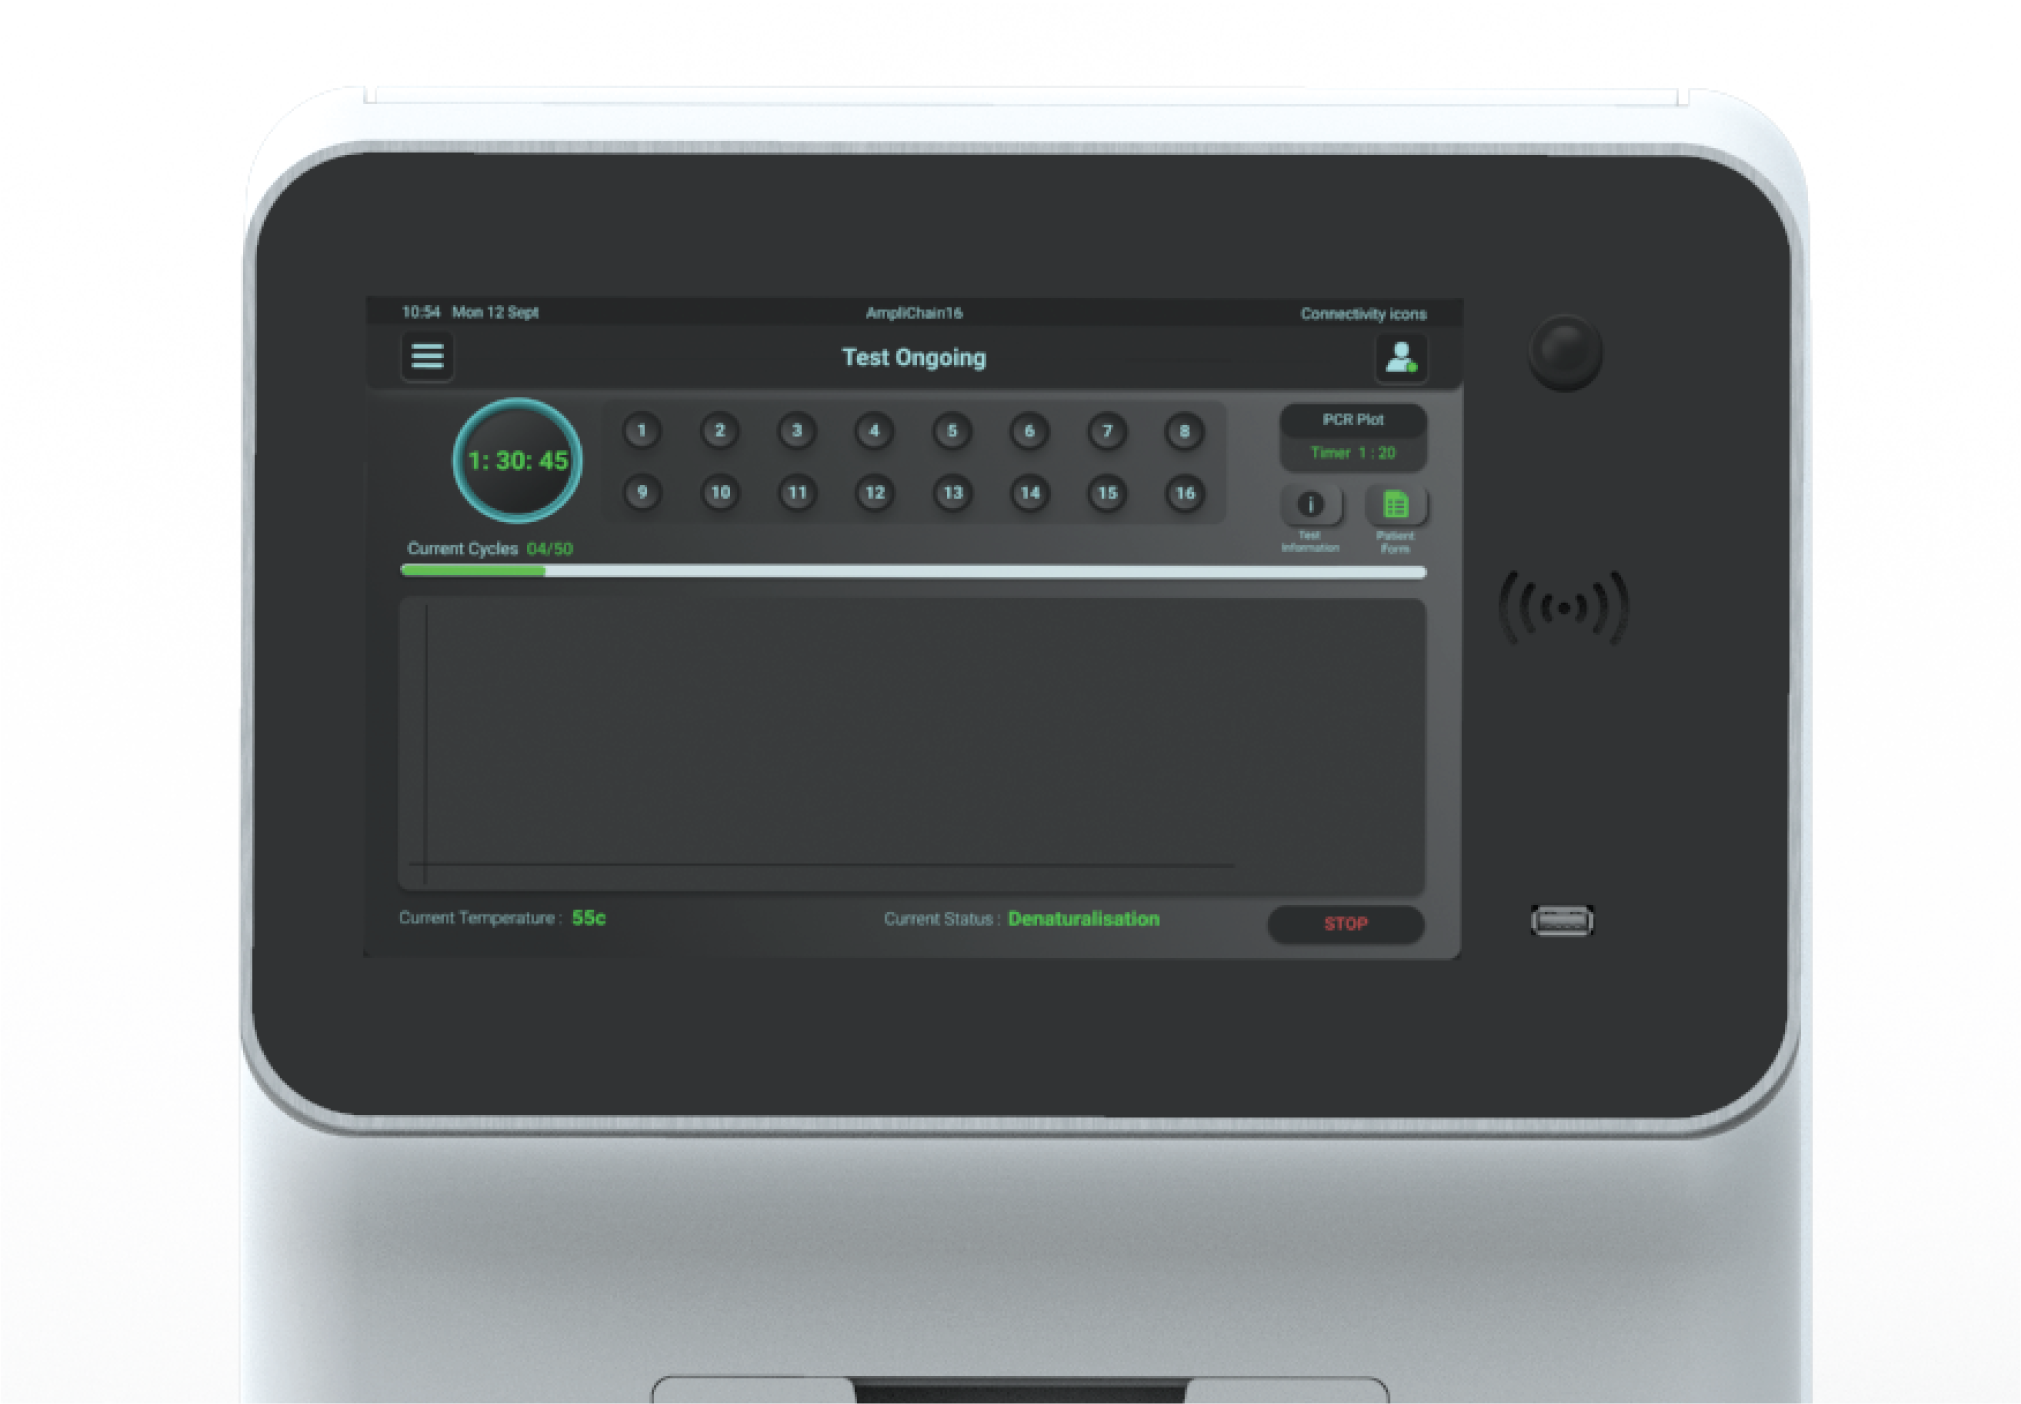 10:54 Mon 12 Sept AmpliChain16 Connectivity icons
Test Ongoing
1: 30: 45
1 2 3 4 5 6 7 8
9 10 11 12 13 14 15 16
PCR Plot
Timer 1 : 20
i
Test
Information
Patient
Form
Current Cycles 04/50
Current Temperature : 55c
Current Status : Denaturalisation
STOP